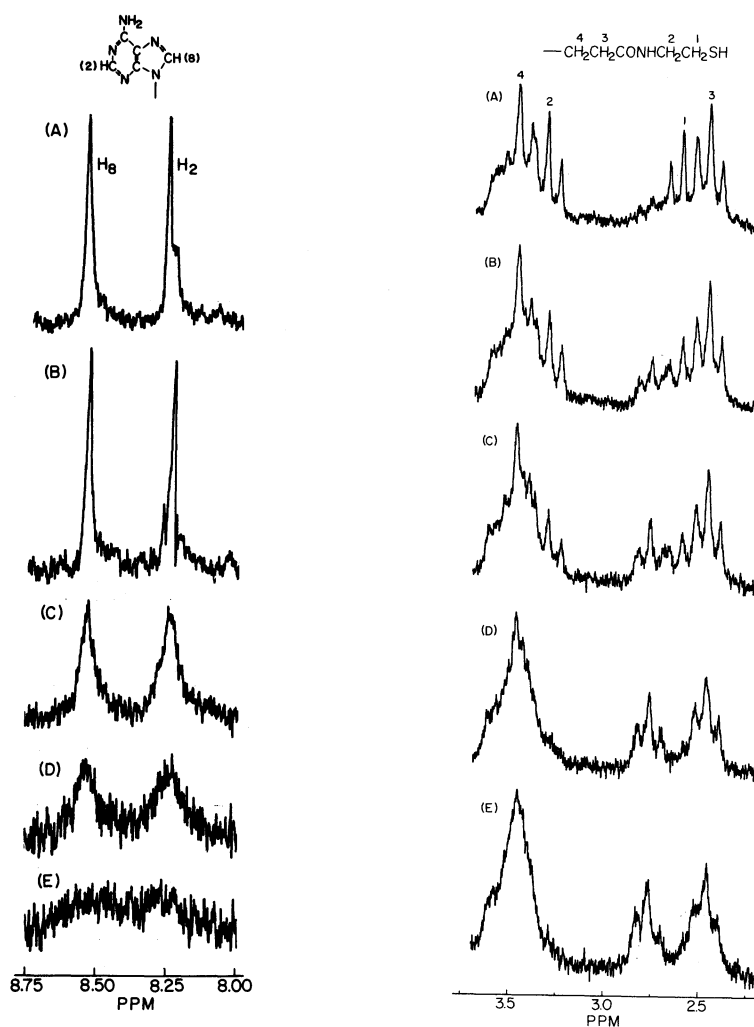 NH₂
N C N
C
(2) HC CH (8)
C
N N
(A)
H₈ H₂
(B)
(C)
(D)
(E)
8.75 8.50 8.25 8.00
PPM
4 3 2 1
—CH₂CH₂CONHCH₂CH₂SH
(A)
4 2 1 3
(B)
(C)
(D)
(E)
3.5 3.0 2.5
PPM